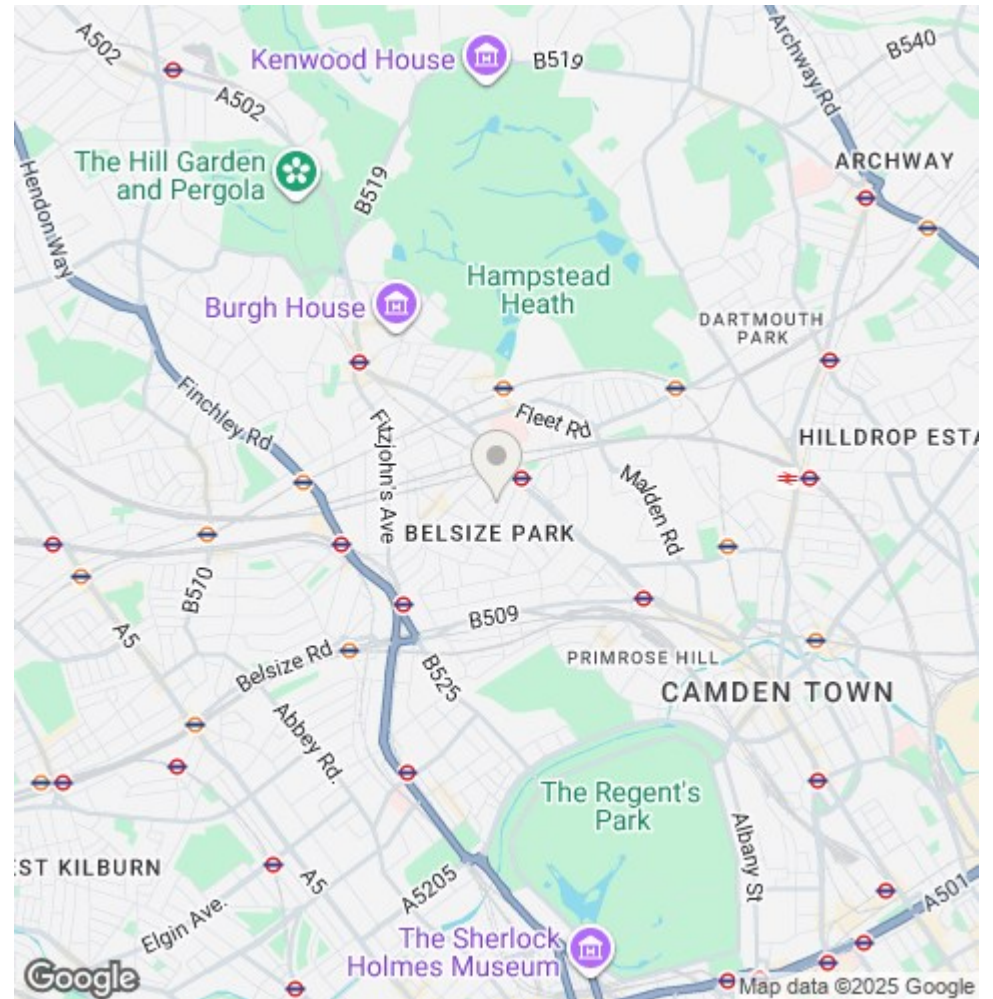 A502
Kenwood House
B519
B540
Archway Rd
A502
The Hill Garden
and Pergola
B519
ARCHWAY
Hendon Way
Hampstead
Heath
Burgh House
DARTMOUTH
PARK
Finchley Rd
Fitzjohn's Ave
Fleet Rd
HILLDROP ESTA
Malden Rd
BELSIZE PARK
B570
B509
A5
Belsize Rd
PRIMROSE HILL
B525
CAMDEN TOWN
Abbey Rd.
The Regent's
Park
Albany St
EST KILBURN
A5
A5205
A501
Elgin Ave.
The Sherlock
Holmes Museum
Google
Map data ©2025 Google